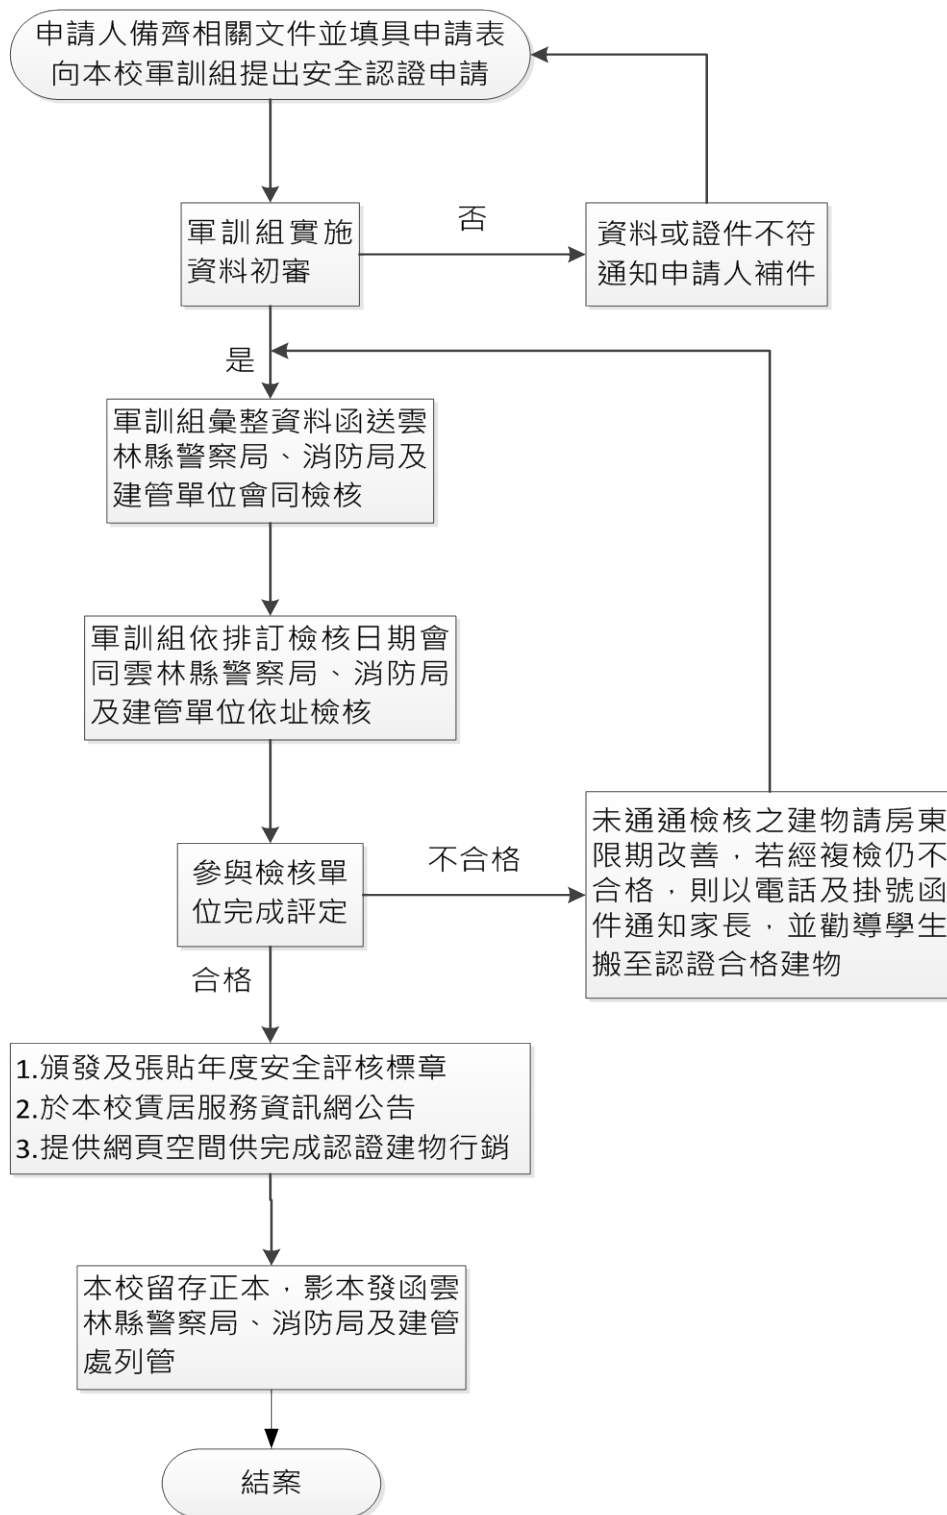 申請人備齊相關文件並填具申請表
向本校軍訓組提出安全認證申請
軍訓組實施
資料初審
否
資料或證件不符
通知申請人補件
是
軍訓組彙整資料函送雲
林縣警察局、消防局及
建管單位會同檢核
軍訓組依排訂檢核日期會
同雲林縣警察局、消防局
及建管單位依址檢核
參與檢核單
位完成評定
不合格
未通通檢核之建物請房東
限期改善，若經複檢仍不
合格，則以電話及掛號函
件通知家長，並勸導學生
搬至認證合格建物
合格
1.頒發及張貼年度安全評核標章
2.於本校賃居服務資訊網公告
3.提供網頁空間供完成認證建物行銷
本校留存正本，影本發函雲
林縣警察局、消防局及建管
處列管
結案